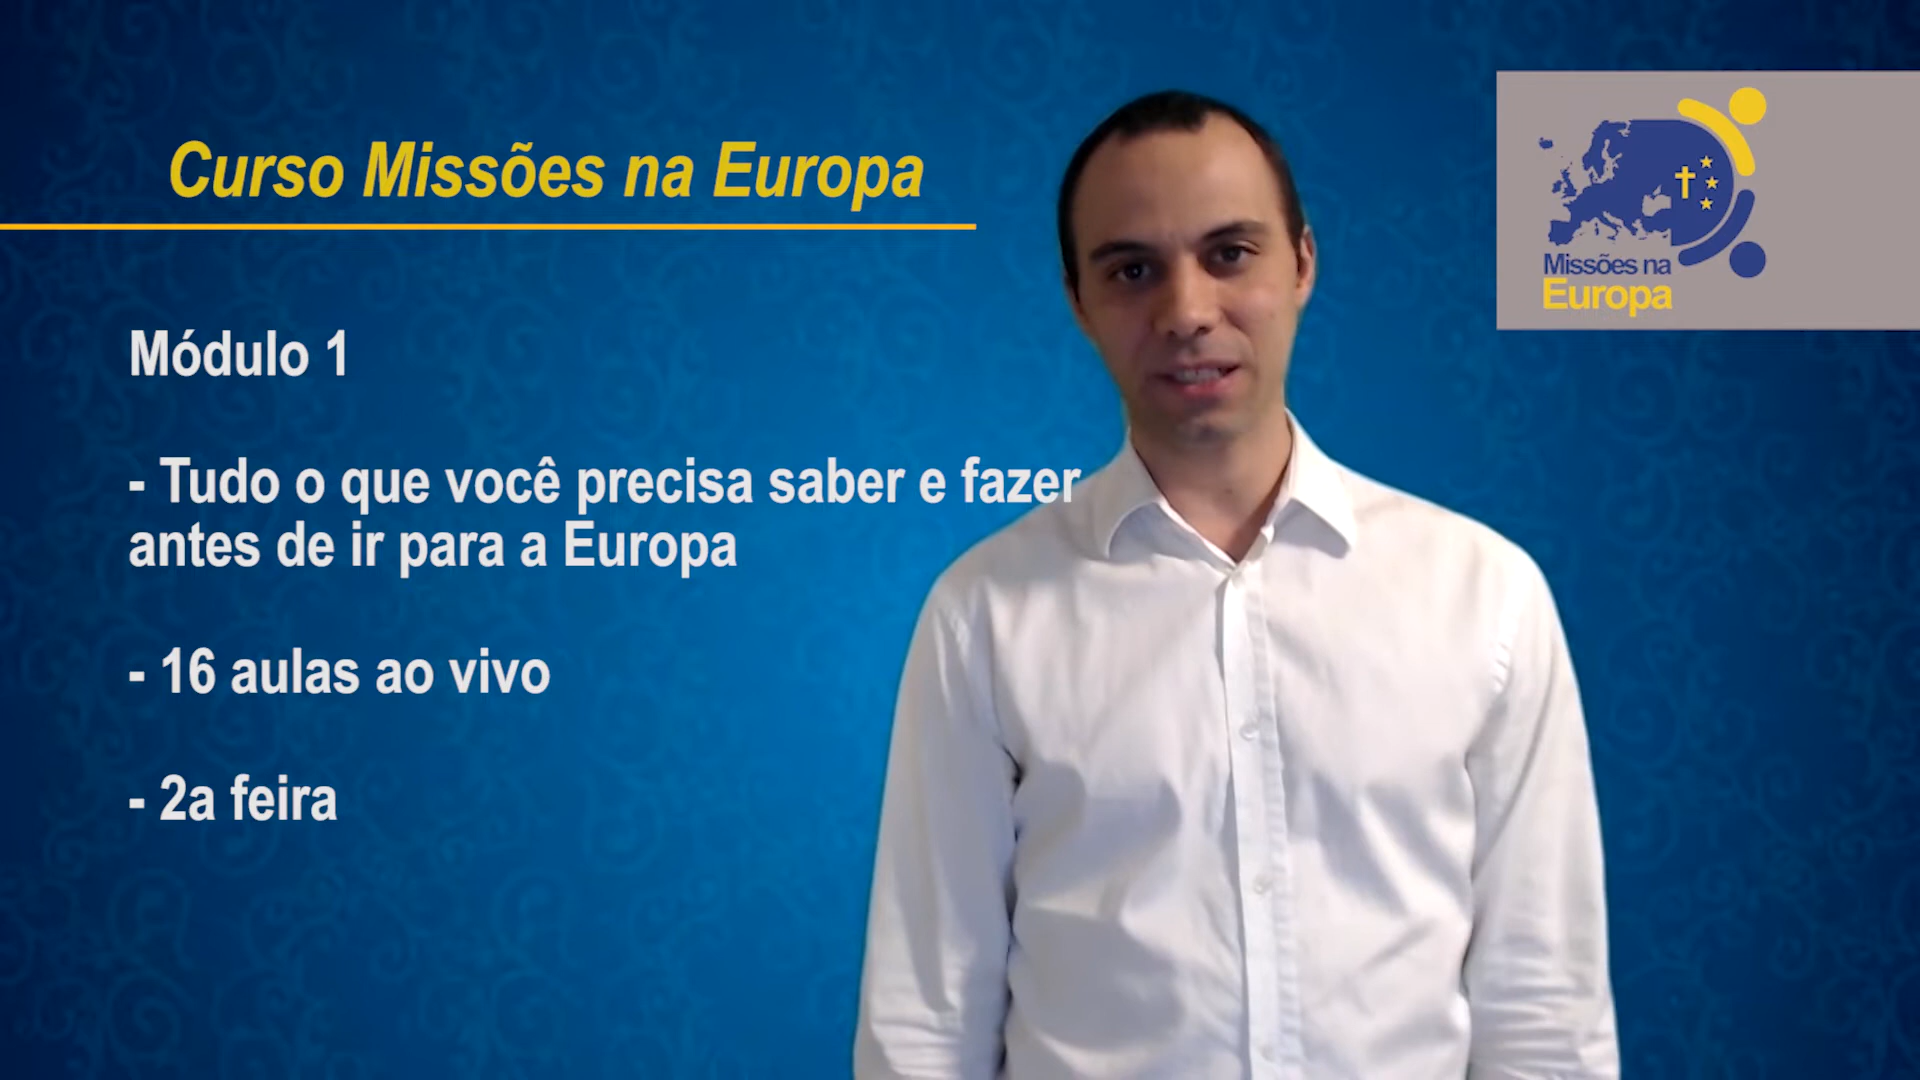 Curso Missões na Europa
Missões na
Europa
Módulo 1
- Tudo o que você precisa saber e fazer
antes de ir para a Europa
- 16 aulas ao vivo
- 2a feira